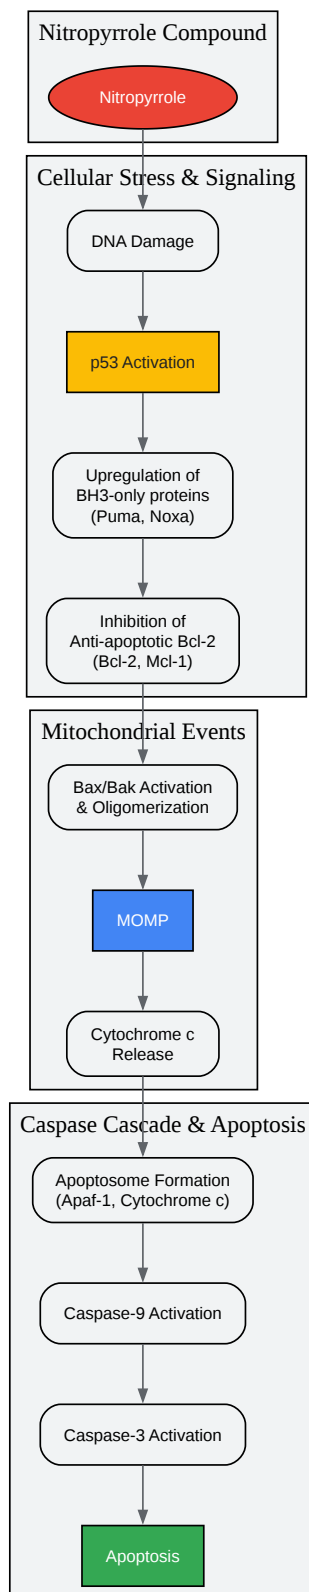 Nitropyrrole Compound
Nitropyrrole
Cellular Stress & Signaling
DNA Damage
p53 Activation
Upregulation of
BH3-only proteins
(Puma, Noxa)
Inhibition of
Anti-apoptotic Bcl-2
(Bcl-2, Mcl-1)
Mitochondrial Events
Bax/Bak Activation
& Oligomerization
MOMP
Cytochrome c
Release
Caspase Cascade & Apoptosis
Apoptosome Formation
(Apaf-1, Cytochrome c)
Caspase-9 Activation
Caspase-3 Activation
Apoptosis